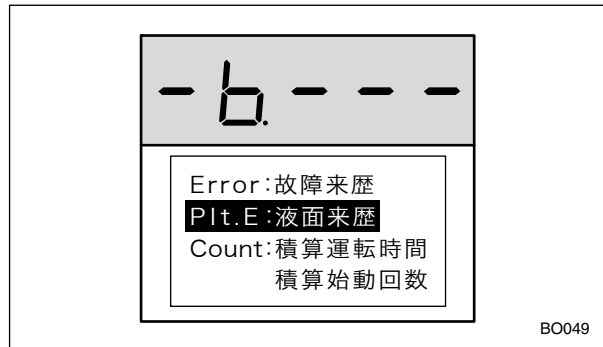 - b. - - -
Error:故障来歴
Plt.E:液面来歴
Count:積算運転時間
積算始動回数
BO049